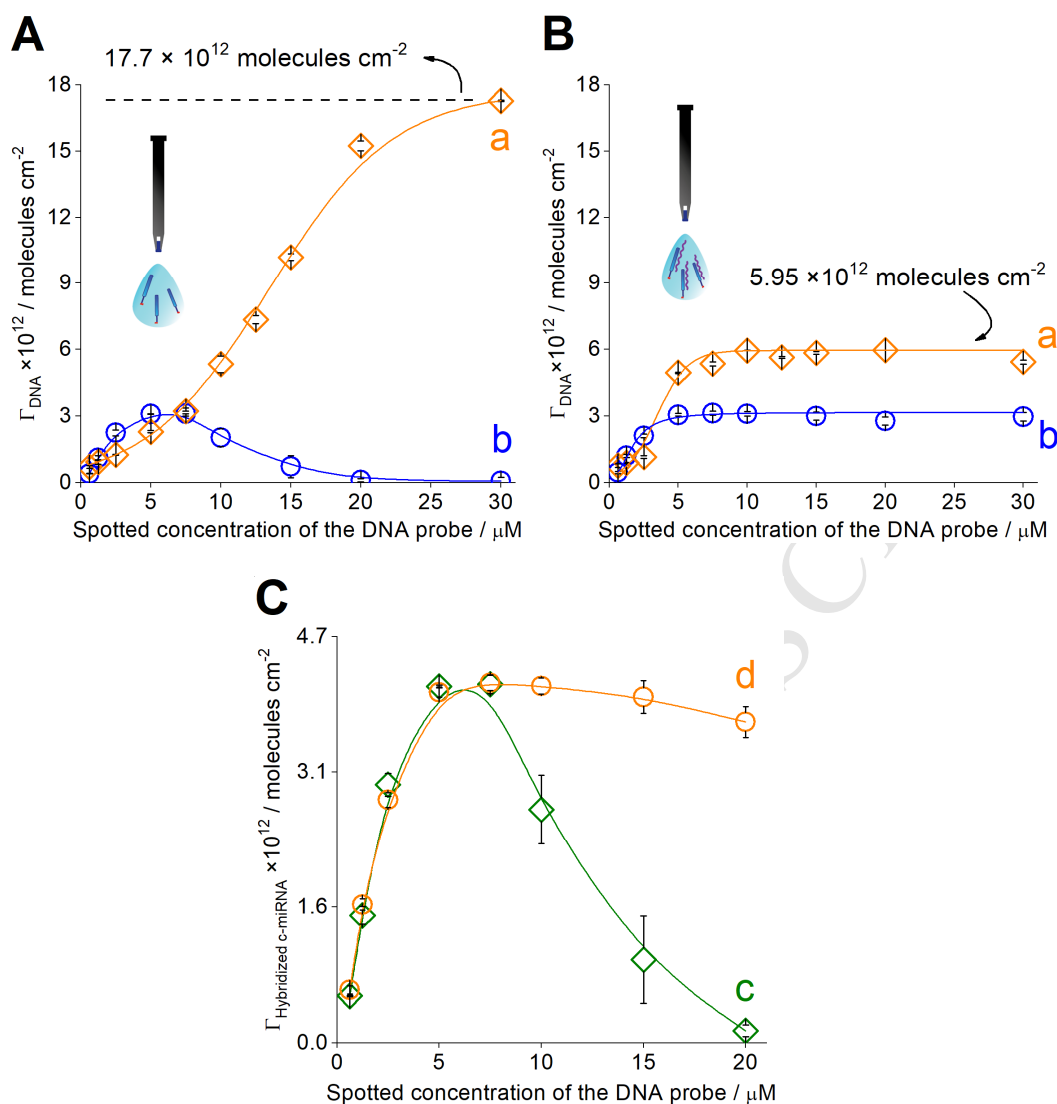 A
17.7 × 10¹² molecules cm⁻²
18
15
12
9
6
3
0
Γ_DNA ×10¹² / molecules cm⁻²
a
b
0 5 10 15 20 25 30
Spotted concentration of the DNA probe / μM
B
5.95 ×10¹² molecules cm⁻²
18
15
12
9
6
3
0
Γ_DNA ×10¹² / molecules cm⁻²
a
b
0 5 10 15 20 25 30
Spotted concentration of the DNA probe / μM
C
4.7
3.1
1.6
0.0
Γ_Hybridized c-miRNA ×10¹² / molecules cm⁻²
d
c
0 5 10 15 20
Spotted concentration of the DNA probe / μM